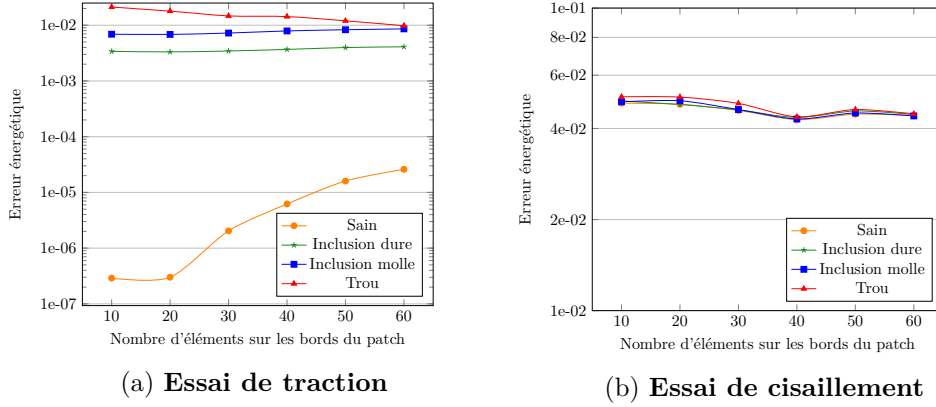 1e-02
1e-03
1e-04
1e-05
1e-06
1e-07
Erreur énergétique
10 20 30 40 50 60
Nombre d'éléments sur les bords du patch
Sain
Inclusion dure
Inclusion molle
Trou
(a) Essai de traction
1e-01
8e-02
6e-02
4e-02
2e-02
1e-02
Erreur énergétique
10 20 30 40 50 60
Nombre d'éléments sur les bords du patch
Sain
Inclusion dure
Inclusion molle
Trou
(b) Essai de cisaillement